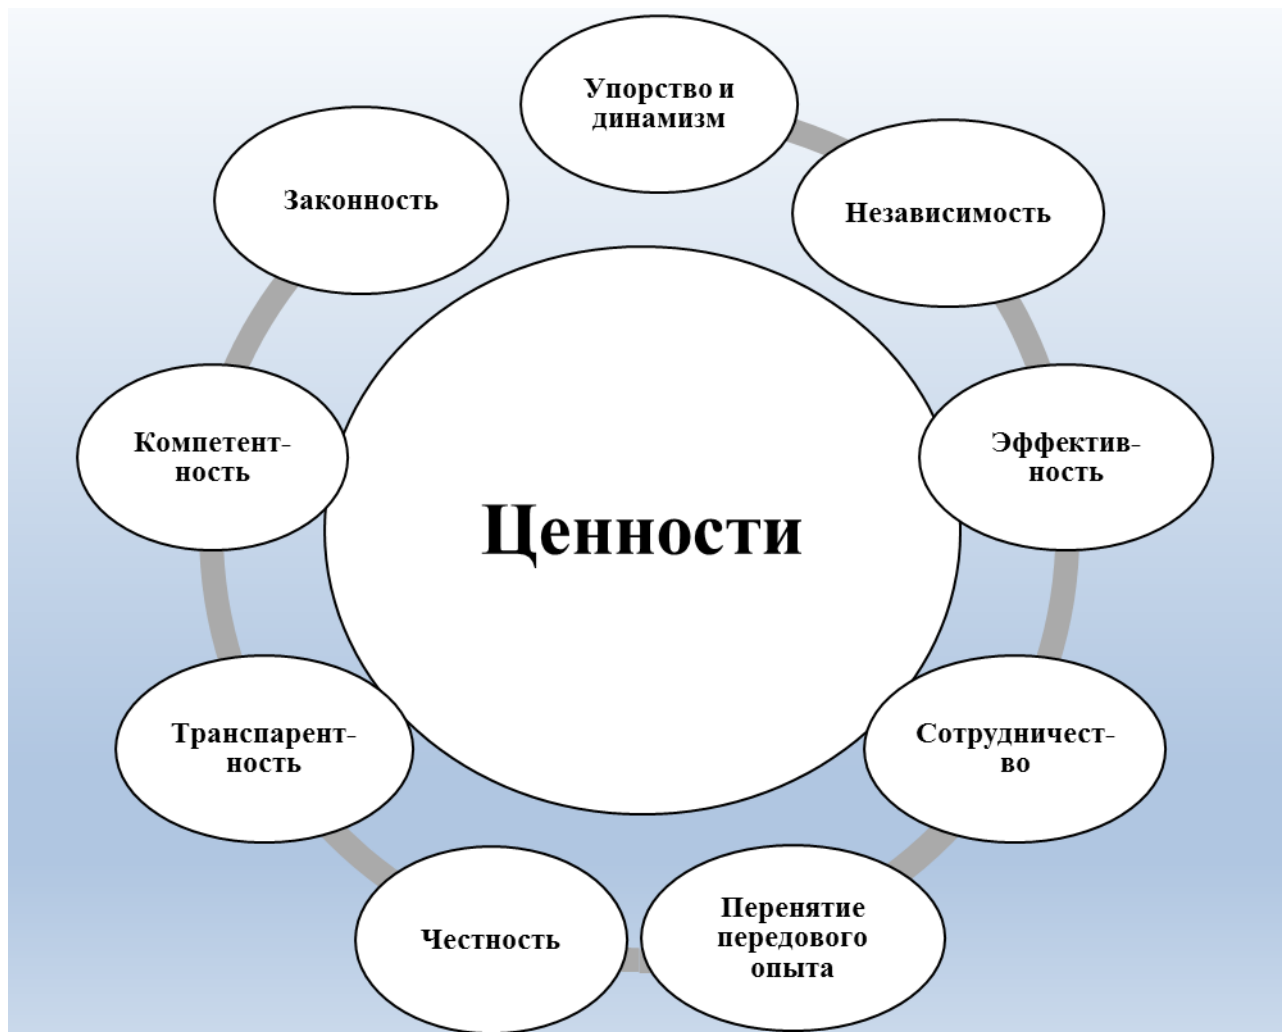 Упорство и
динамизм
Независимость
Эффектив-
ность
Сотрудничест-
во
Перенятие
передового
опыта
Честность
Транспарент-
ность
Компетент-
ность
Законность
Ценности